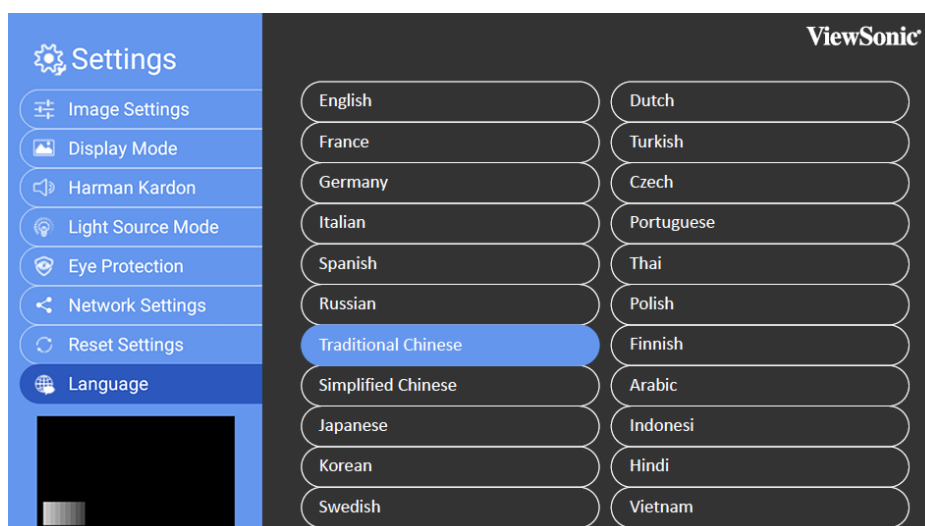 ViewSonic
Settings
Image Settings
Display Mode
Harman Kardon
Light Source Mode
Eye Protection
Network Settings
Reset Settings
Language
English
France
Germany
Italian
Spanish
Russian
Traditional Chinese
Simplified Chinese
Japanese
Korean
Swedish
Dutch
Turkish
Czech
Portuguese
Thai
Polish
Finnish
Arabic
Indonesi
Hindi
Vietnam